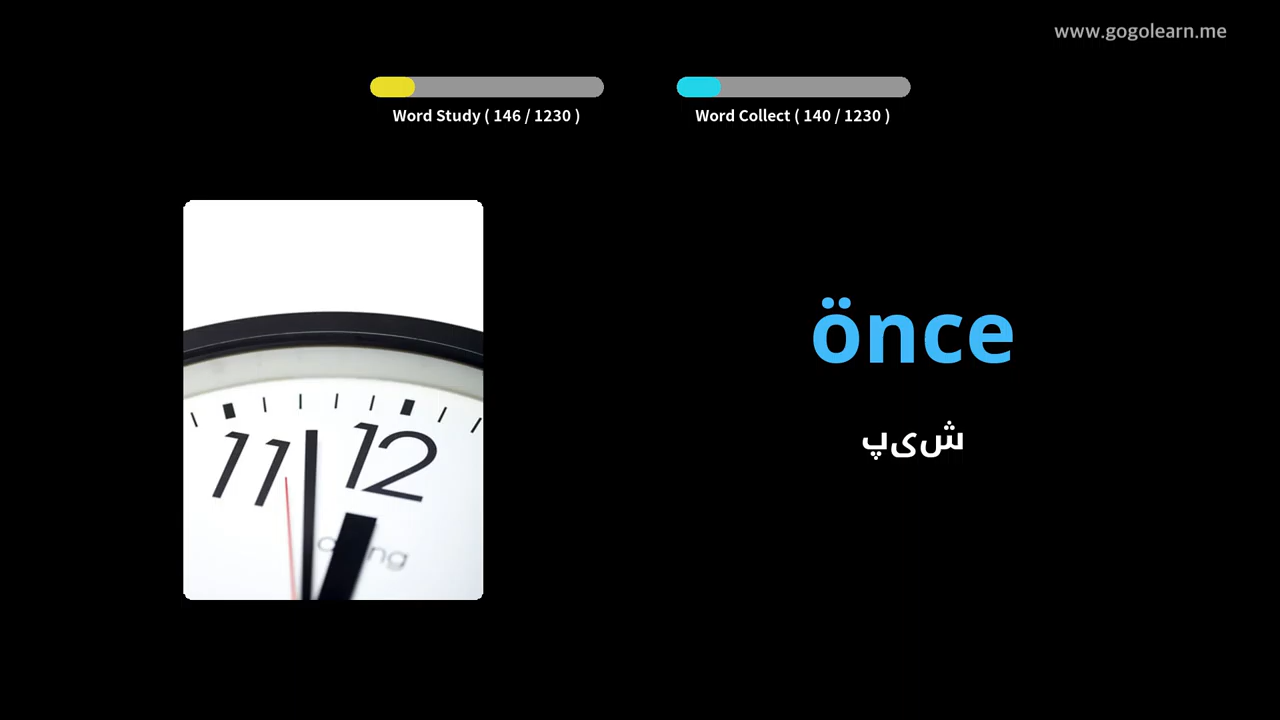 www.gogolearn.me
Word Study ( 146 / 1230 )
Word Collect ( 140 / 1230 )
önce
شیپ
11 12